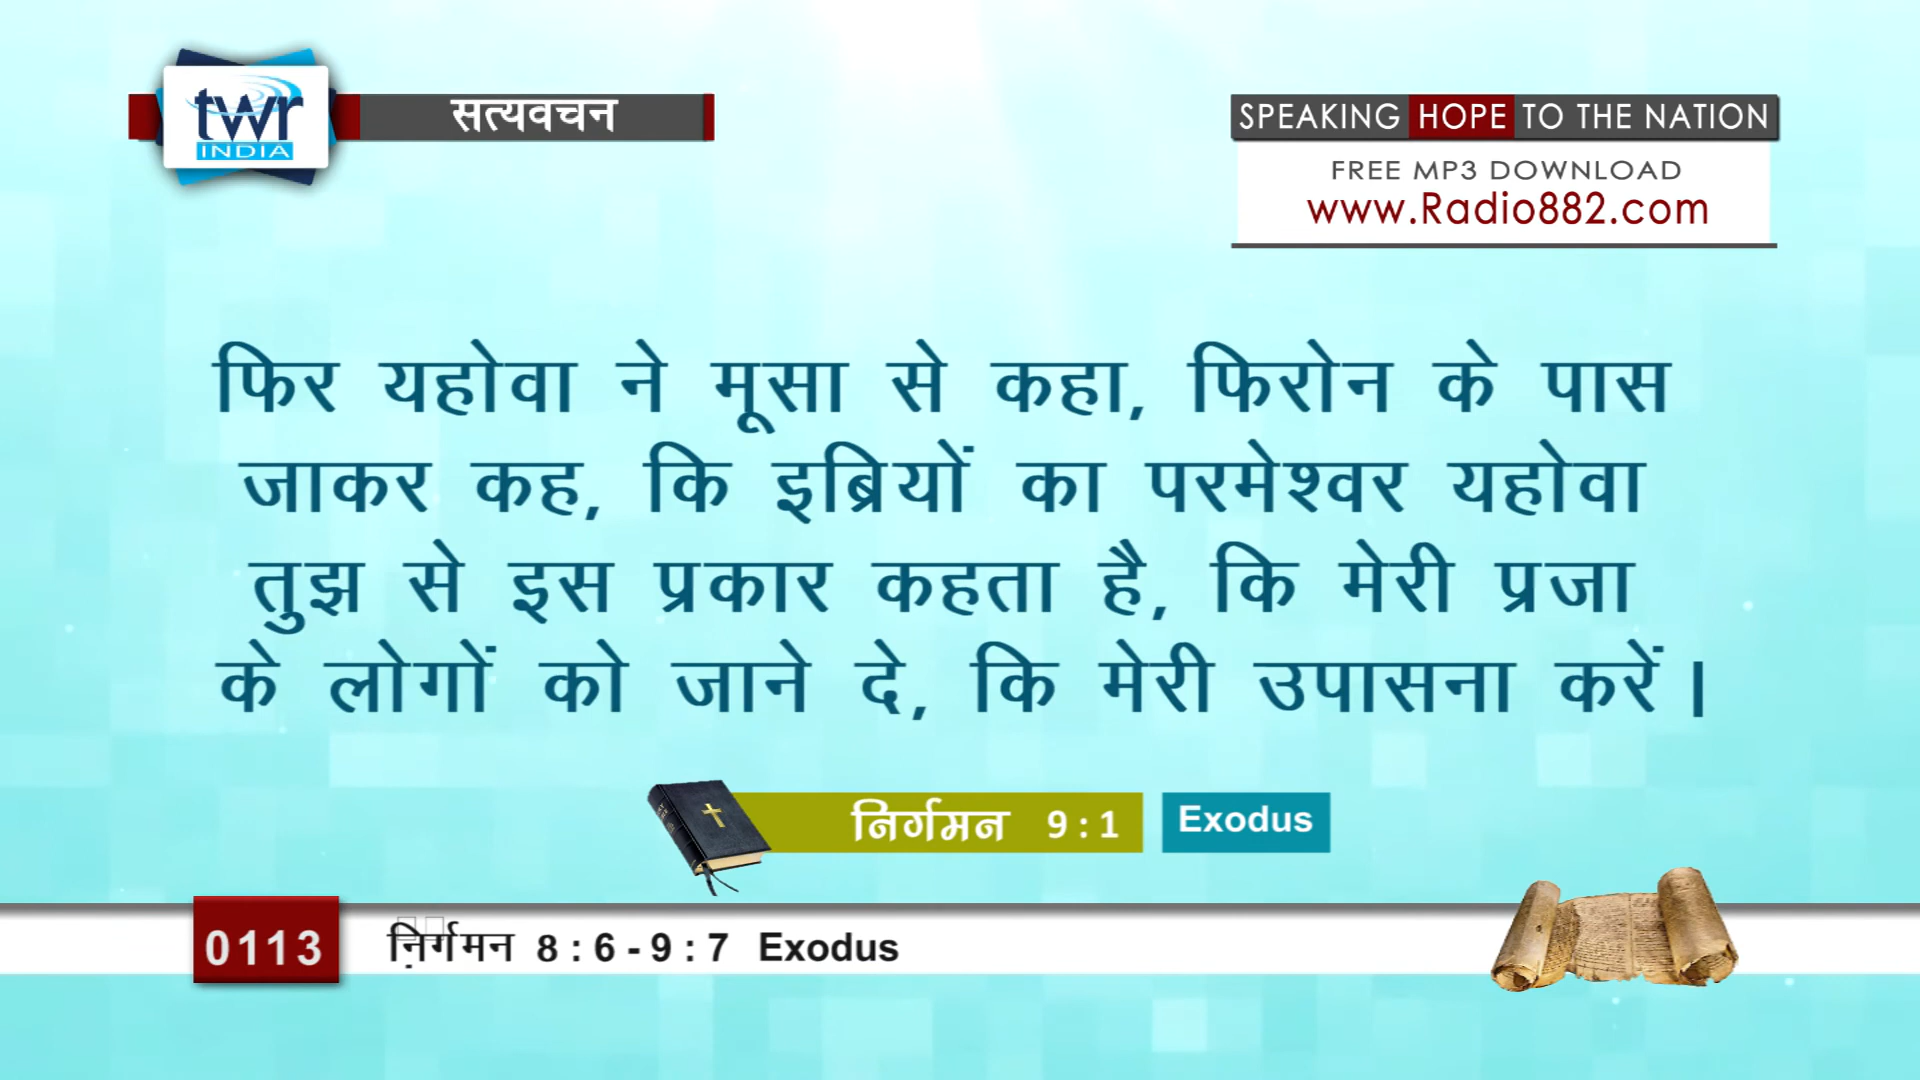 twr
INDIA
सत्यवचन
SPEAKING HOPE TO THE NATION
FREE MP3 DOWNLOAD
www.Radio882.com
फिर यहोवा ने मूसा से कहा, फिरोन के पास
जाकर कह, कि इब्रियों का परमेश्वर यहोवा
तुझ से इस प्रकार कहता है, कि मेरी प्रजा
के लोगों को जाने दे, कि मेरी उपासना करें।
निर्गमन 9 : 1 Exodus
0113 निर्गमन 8 : 6 - 9 : 7 Exodus